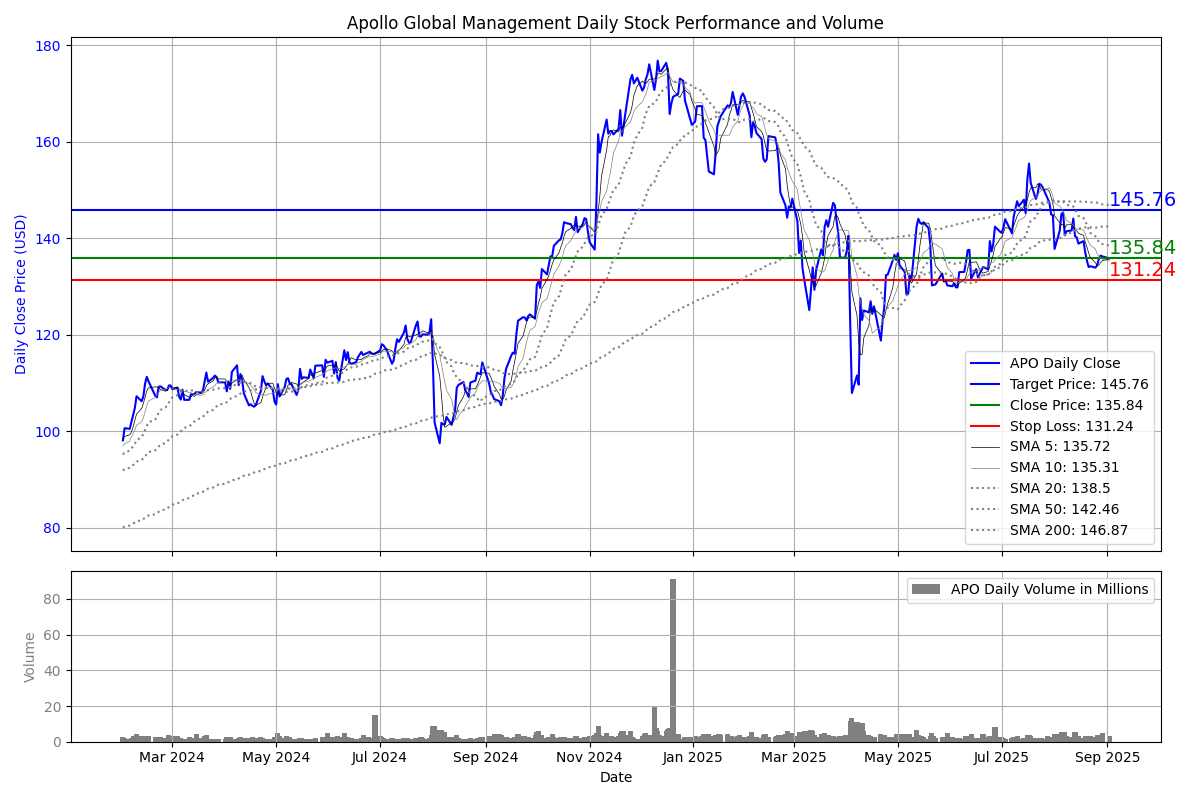 Apollo Global Management Daily Stock Performance and Volume
Daily Close Price (USD)
180
160
140
120
100
80
145.76
135.84
131.24
APO Daily Close
Target Price: 145.76
Close Price: 135.84
Stop Loss: 131.24
SMA 5: 135.72
SMA 10: 135.31
SMA 20: 138.5
SMA 50: 142.46
SMA 200: 146.87
Volume
80
60
40
20
0
APO Daily Volume in Millions
Mar 2024 May 2024 Jul 2024 Sep 2024 Nov 2024 Jan 2025 Mar 2025 May 2025 Jul 2025 Sep 2025
Date